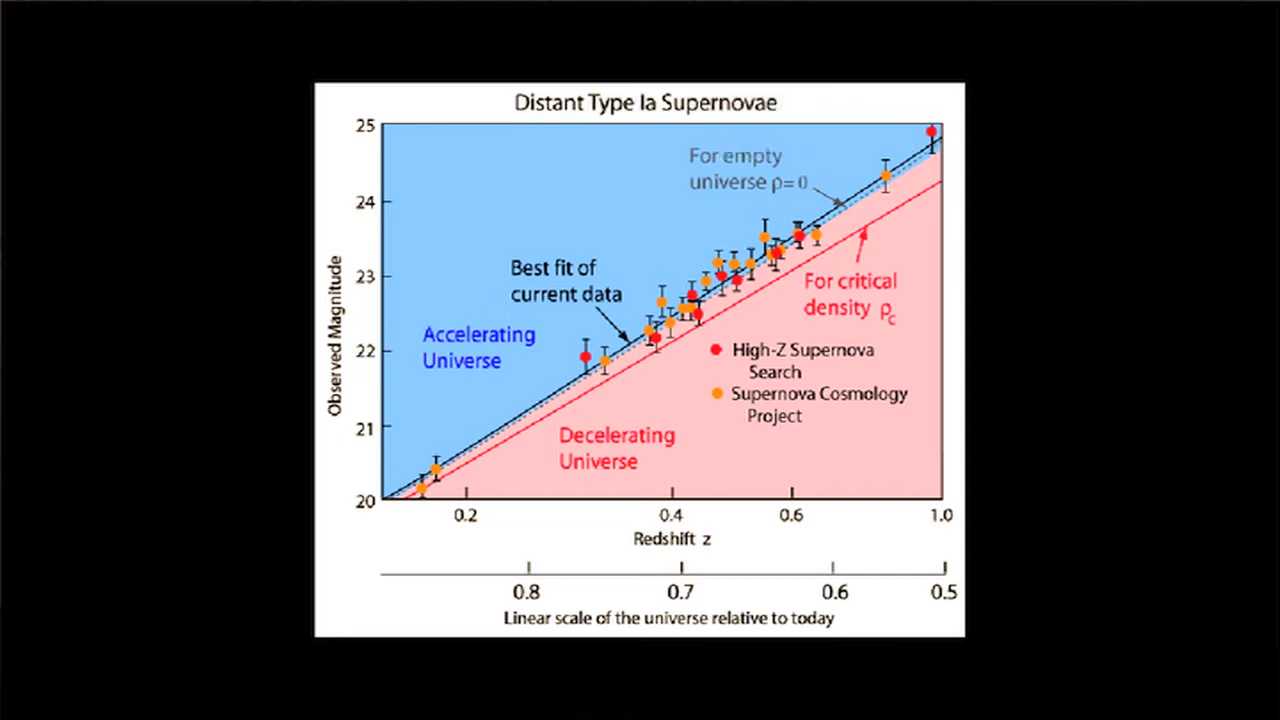 Distant Type Ia Supernovae
25
24
23
22
21
20
Observed Magnitude
For empty
universe ρ= 0
Best fit of
current data
Accelerating
Universe
For critical
density ρc
High-Z Supernova
Search
Supernova Cosmology
Project
Decelerating
Universe
0.2 0.4 0.6 1.0
Redshift z
0.8 0.7 0.6 0.5
Linear scale of the universe relative to today